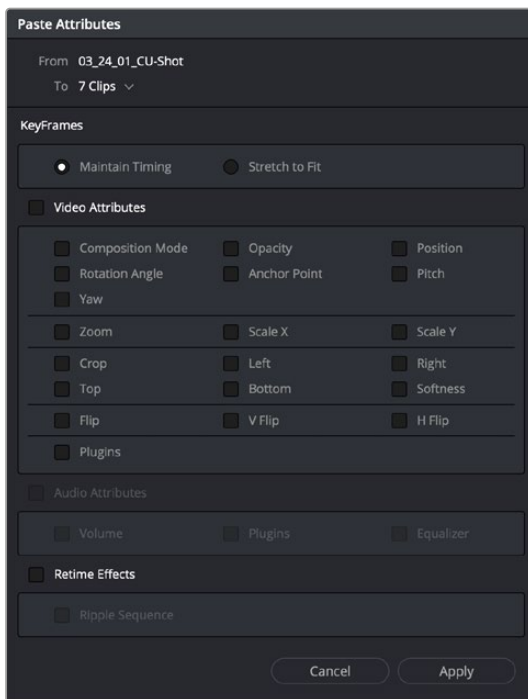 Paste Attributes
From 03_24_01_CU-Shot
To 7 Clips
KeyFrames
Maintain Timing Stretch to Fit
Video Attributes
Composition Mode Opacity Position
Rotation Angle Anchor Point Pitch
Yaw
Zoom Scale X Scale Y
Crop Left Right
Top Bottom Softness
Flip V Flip H Flip
Plugins
Audio Attributes
Volume Plugins Equalizer
Retime Effects
Ripple Sequence
Cancel Apply